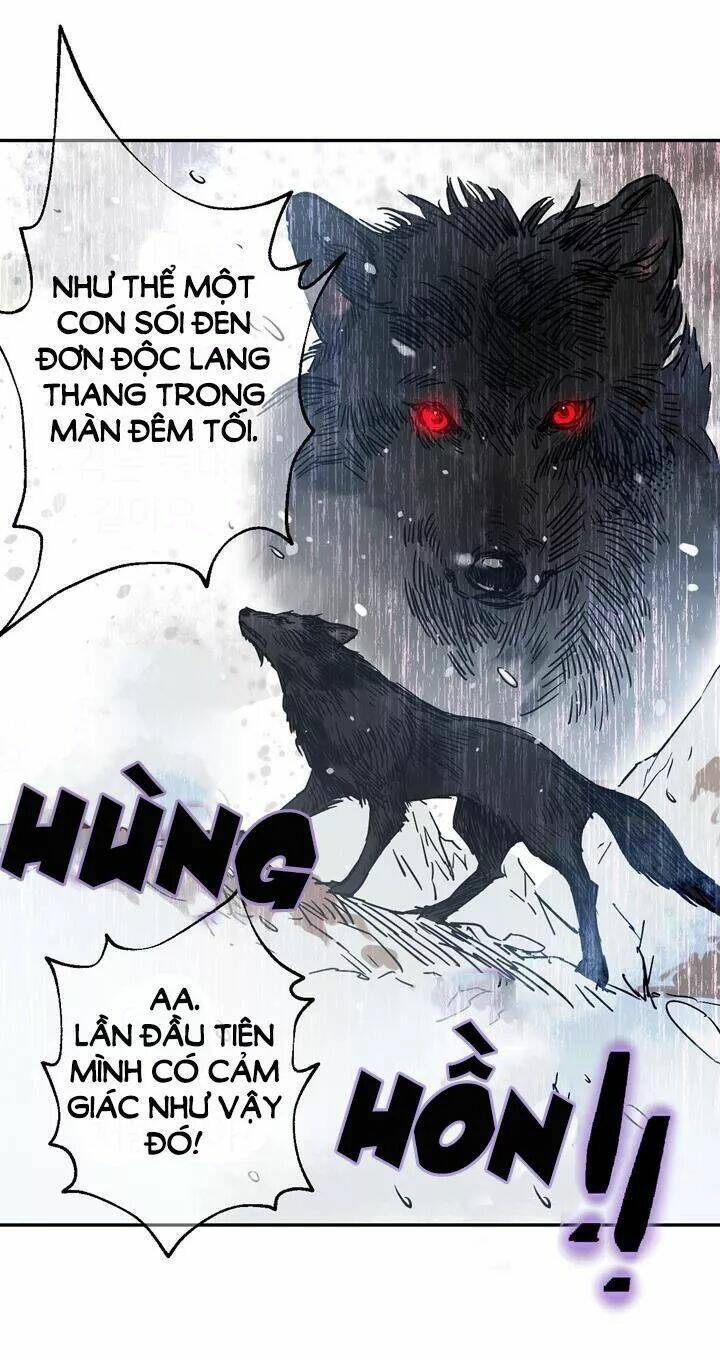 NHƯ THỂ MỘT
CON SÓI ĐEN
ĐƠN ĐỘC LANG
THANG TRONG
MÀN ĐÊM TỐI.
HÙNG
AA.
LẦN ĐẦU TIÊN
MÌNH CÓ CẢM
GIÁC NHƯ VẬY
ĐÓ!
HỒN!!